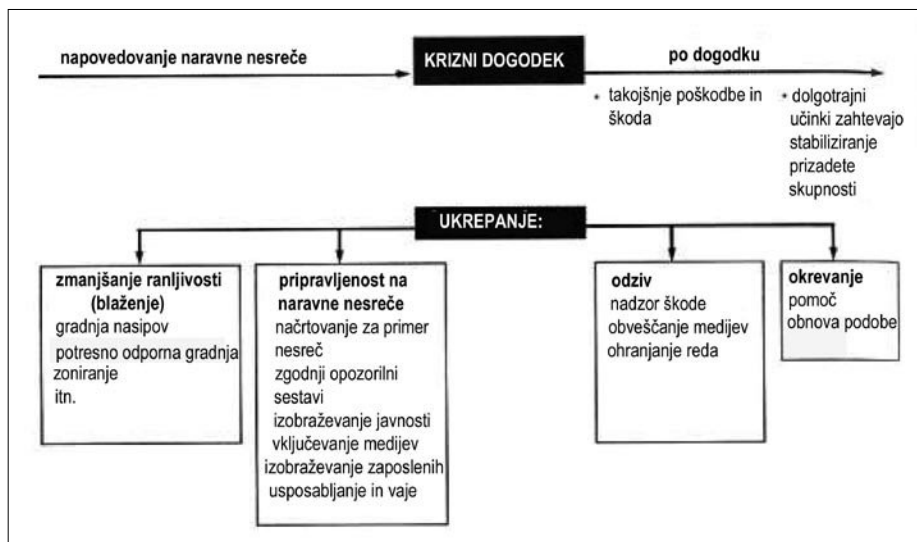 napovedovanje naravne nesreče
KRIZNI DOGODEK
po dogodku
* takojšnje poškodbe in
škoda
* dolgotrajni
učinki zahtevajo
stabiliziranje
prizadete
skupnosti
UKREPANJE:
zmanjšanje ranljivosti
(blaženje)
gradnja nasipov
potresno odporna gradnja
zoniranje
itn.
pripravljenost na
naravne nesreče
načrtovanje za primer
nesreč
zgodnji opozorilni
sestavi
izobraževanje javnosti
vključevanje medijev
izobraževanje zaposlenih
usposabljanje in vaje
odziv
nadzor škode
obveščanje medijev
ohranjanje reda
okrevanje
pomoč
obnova podobe